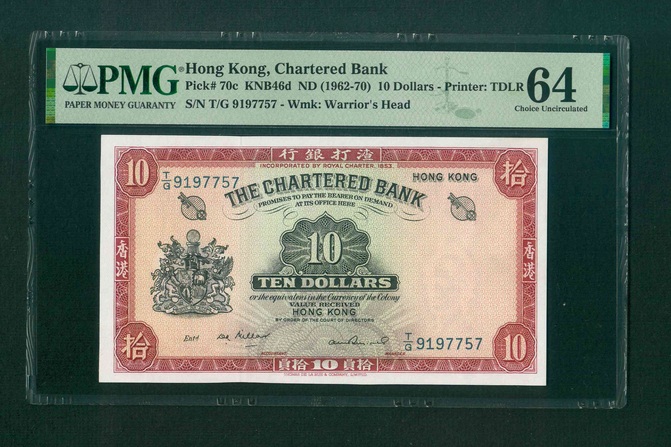 PMG
PAPER MONEY GUARANTY
Hong Kong, Chartered Bank
Pick# 70c KNB46d ND (1962-70) 10 Dollars - Printer: TDLR
S/N T/G 9197757 - Wmk: Warrior's Head
64
Choice Uncirculated
行銀打渣
INCORPORATED BY ROYAL CHARTER, 1853.
10
T/G 9197757
HONG KONG
拾
THE CHARTERED BANK
PROMISES TO PAY THE BEARER ON DEMAND
AT ITS OFFICE HERE
香港
10
香港
TEN DOLLARS
or the equivalent in the Currency of the Colony
VALUE RECEIVED
HONG KONG
BY ORDER OF THE COURT OF DIRECTORS
Entd
T/G 9197757
拾
10
10